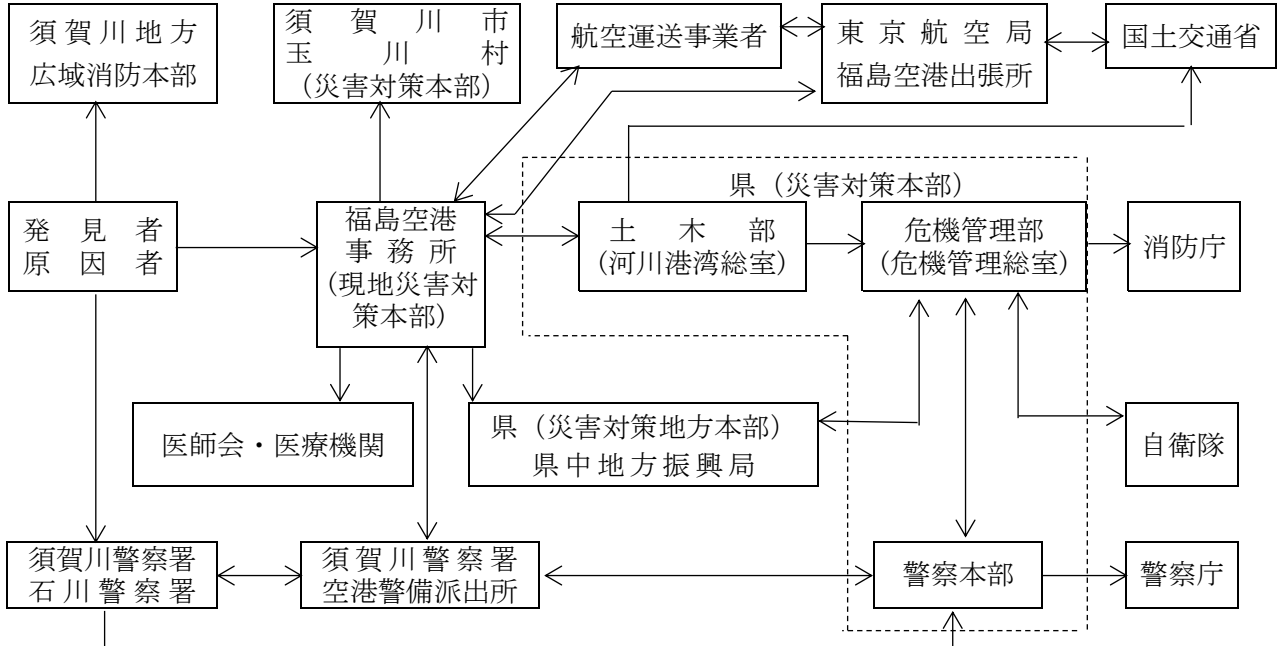 須賀川地方
広域消防本部
須賀川市
玉川村
(災害対策本部)
航空運送事業者
東京航空局
福島空港出張所
国土交通省
県(災害対策本部)
発見者
原因者
福島空港
事務所
(現地災害対
策本部)
土木部
(河川港湾総室)
危機管理部
(危機管理総室)
消防庁
医師会・医療機関
県(災害対策地方本部)
県中地方振興局
自衛隊
須賀川警察署
石川警察署
須賀川警察署
空港警備派出所
警察本部
警察庁